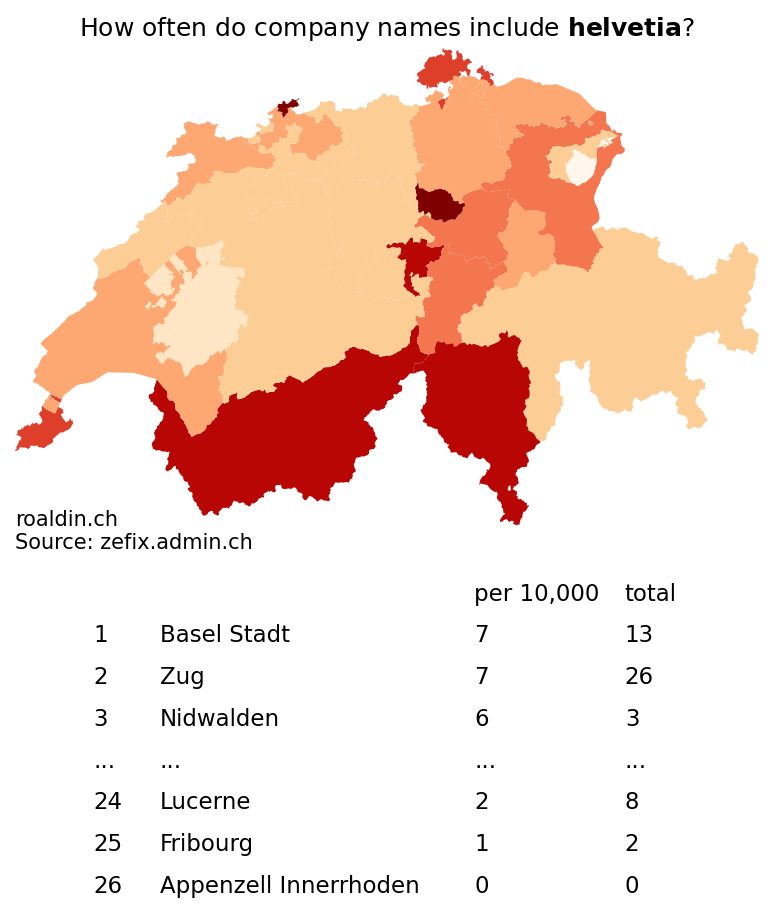 How often do company names include helvetia?
roaldin.ch
Source: zefix.admin.ch
per 10,000 total
1 Basel Stadt 7 13
2 Zug 7 26
3 Nidwalden 6 3
... ... ... ...
24 Lucerne 2 8
25 Fribourg 1 2
26 Appenzell Innerrhoden 0 0